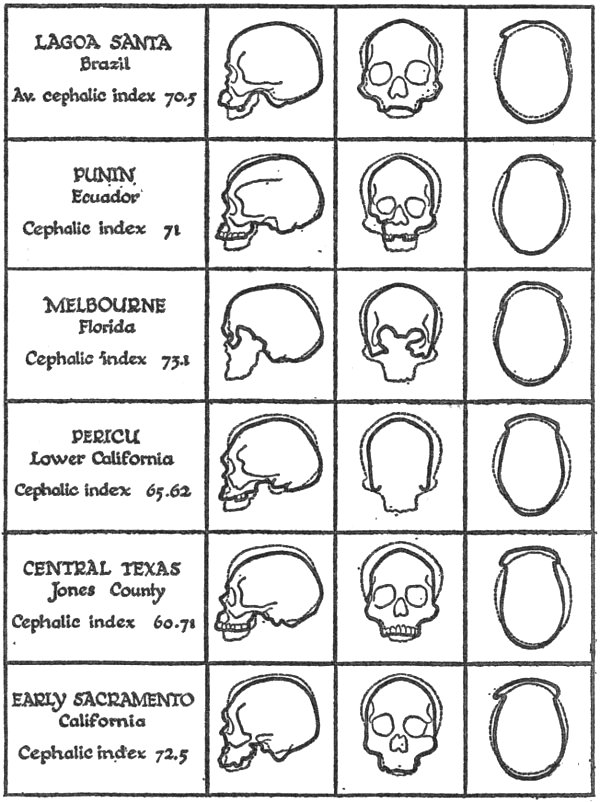 LAGOA SANTA
Brazil
Av. cephalic index 70.5
PUNIN
Ecuador
Cephalic index 71
MELBOURNE
Florida
Cephalic index 73.1
PERICU
Lower California
Cephalic index 65.62
CENTRAL TEXAS
Jones County
Cephalic index 60.71
EARLY SACRAMENTO
California
Cephalic index 72.5